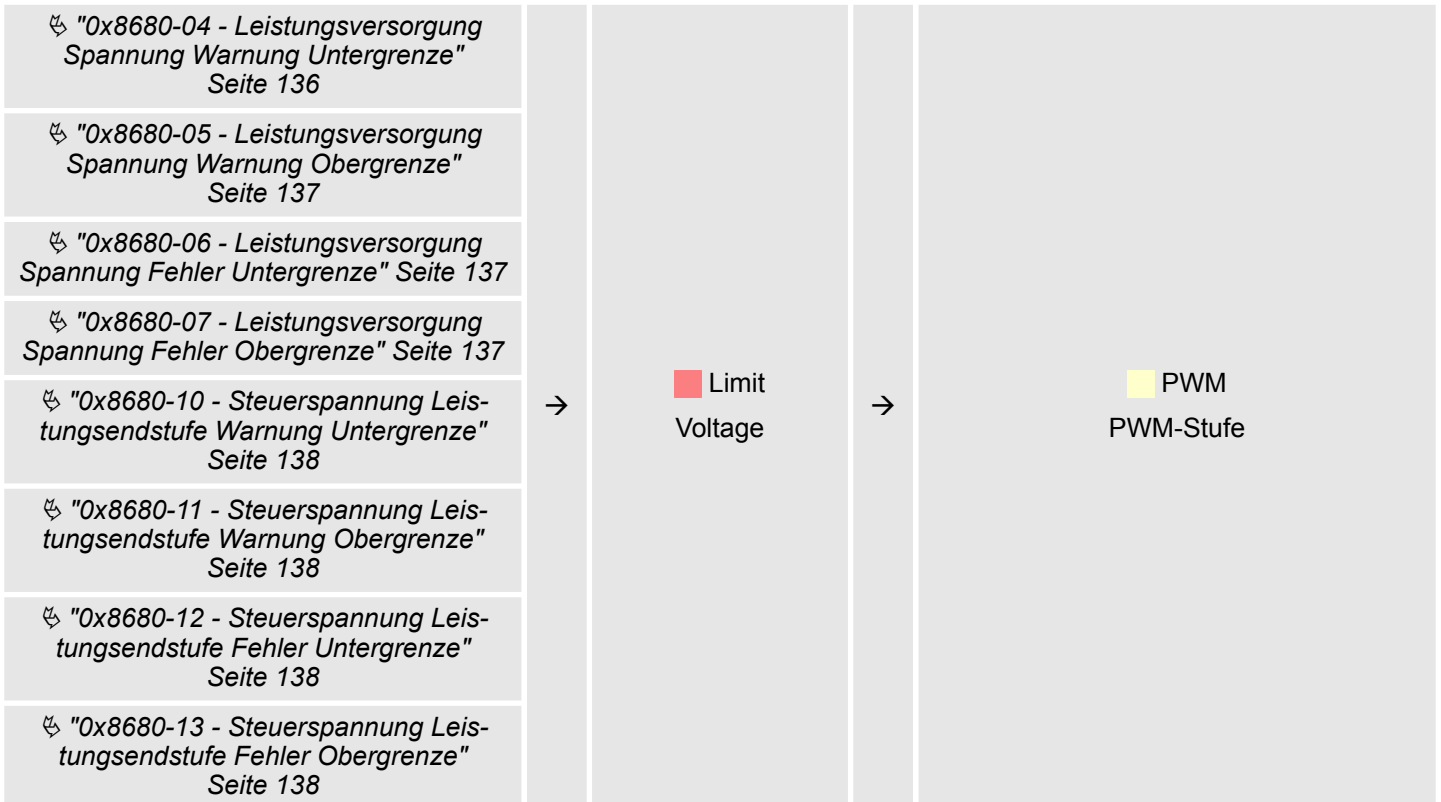 🖔 "0x8680-04 - Leistungsversorgung
Spannung Warnung Untergrenze"
Seite 136
🖔 "0x8680-05 - Leistungsversorgung
Spannung Warnung Obergrenze"
Seite 137
🖔 "0x8680-06 - Leistungsversorgung
Spannung Fehler Untergrenze" Seite 137
🖔 "0x8680-07 - Leistungsversorgung
Spannung Fehler Obergrenze" Seite 137
🖔 "0x8680-10 - Steuerspannung Leis-
tungsendstufe Warnung Untergrenze"
Seite 138
🖔 "0x8680-11 - Steuerspannung Leis-
tungsendstufe Warnung Obergrenze"
Seite 138
🖔 "0x8680-12 - Steuerspannung Leis-
tungsendstufe Fehler Untergrenze"
Seite 138
🖔 "0x8680-13 - Steuerspannung Leis-
tungsendstufe Fehler Obergrenze"
Seite 138
→
Limit
Voltage
→
PWM
PWM-Stufe